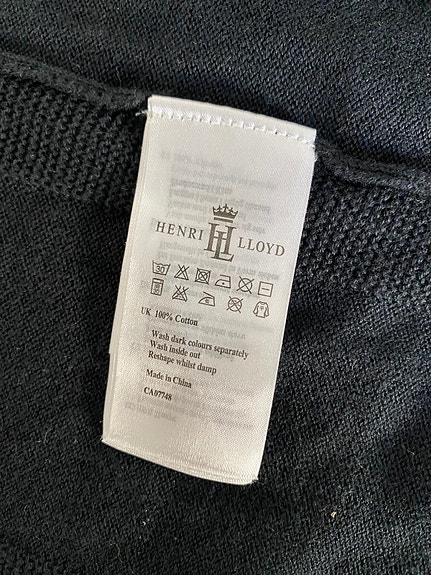 HENRI HL LLOYD
30
UK 100% Cotton
Wash dark colours separately
Wash inside out
Reshape whilst damp
Made in China
CA07748